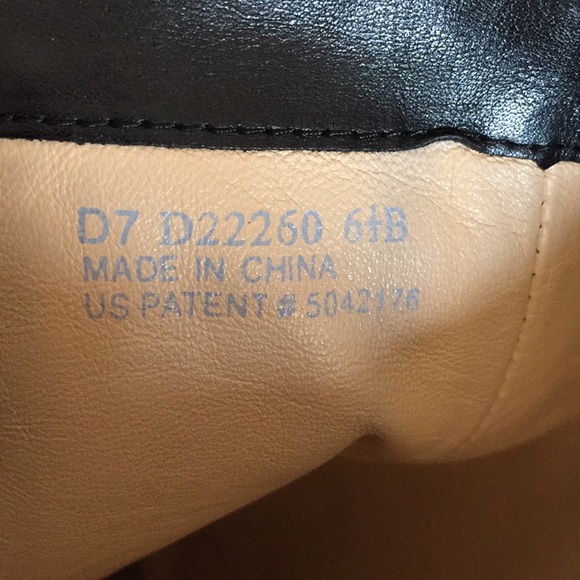 D7 D22260 6½B
MADE IN CHINA
US PATENT # 5042176